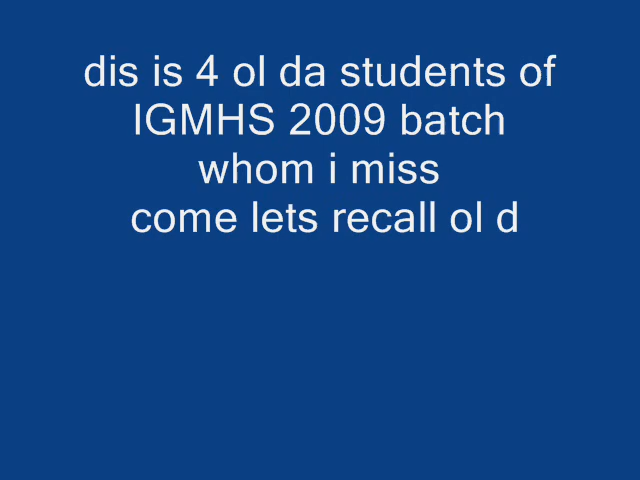 dis is 4 ol da students of
IGMHS 2009 batch
whom i miss
come lets recall ol d